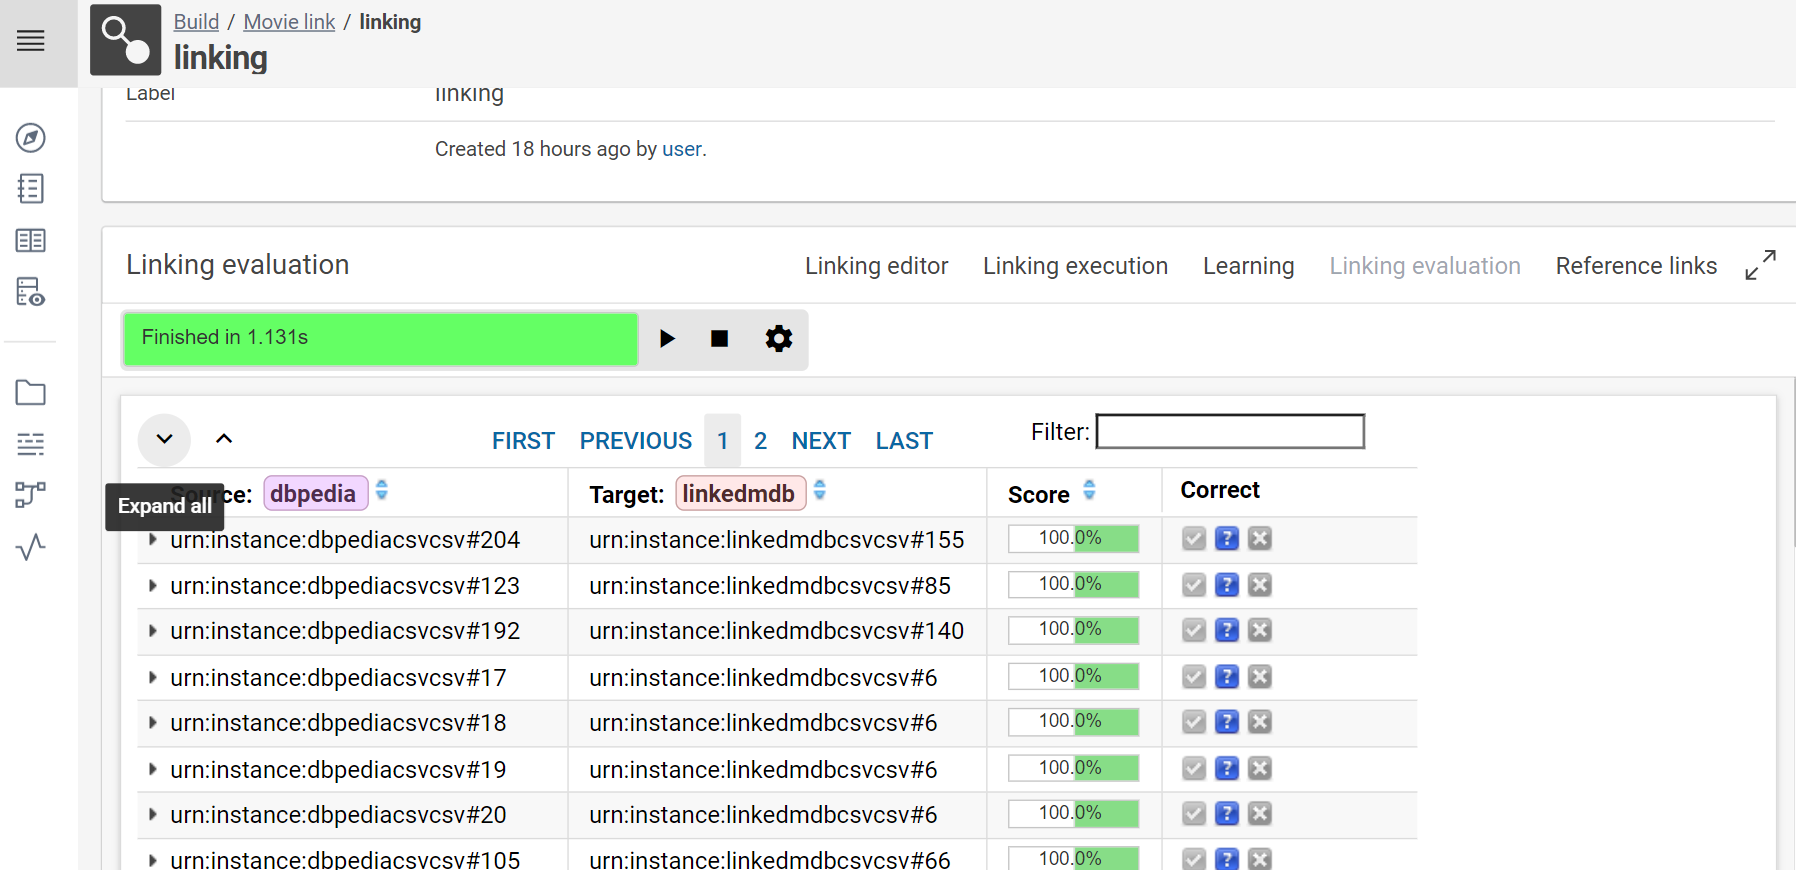 Build / Movie link / linking
linking
Label linking
Created 18 hours ago by user.
Linking evaluation Linking editor Linking execution Learning Linking evaluation Reference links
Finished in 1.131s
FIRST PREVIOUS 1 2 NEXT LAST Filter:
Expand all
ce: dbpedia Target: linkedmdb Score Correct
urn:instance:dbpediacsvcsv#204 urn:instance:linkedmdbcsvcsv#155 100.0%
urn:instance:dbpediacsvcsv#123 urn:instance:linkedmdbcsvcsv#85 100.0%
urn:instance:dbpediacsvcsv#192 urn:instance:linkedmdbcsvcsv#140 100.0%
urn:instance:dbpediacsvcsv#17 urn:instance:linkedmdbcsvcsv#6 100.0%
urn:instance:dbpediacsvcsv#18 urn:instance:linkedmdbcsvcsv#6 100.0%
urn:instance:dbpediacsvcsv#19 urn:instance:linkedmdbcsvcsv#6 100.0%
urn:instance:dbpediacsvcsv#20 urn:instance:linkedmdbcsvcsv#6 100.0%
urn:instance:dbpediacsvcsv#105 urn:instance:linkedmdbcsvcsv#66 100.0%